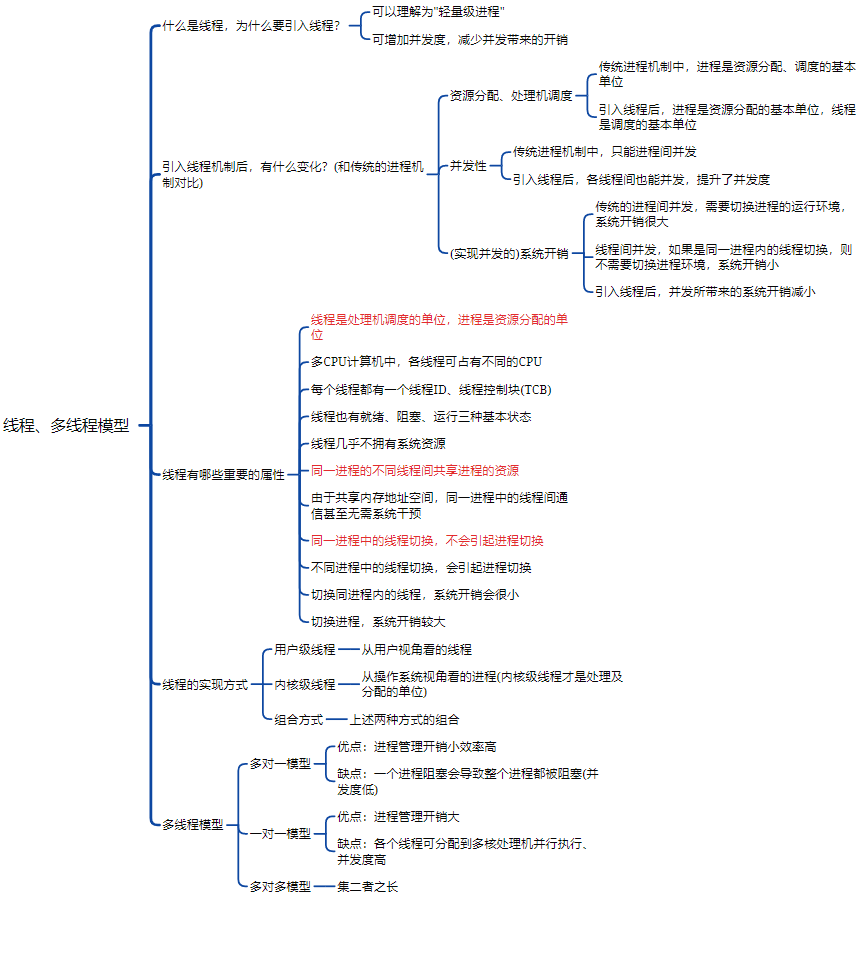 线程、多线程模型
什么是线程，为什么要引入线程？
可以理解为"轻量级进程"
可增加并发度，减少并发带来的开销
引入线程机制后，有什么变化？(和传统的进程机
制对比)
资源分配、处理机调度
传统进程机制中，进程是资源分配、调度的基本
单位
引入线程后，进程是资源分配的基本单位，线程
是调度的基本单位
并发性
传统进程机制中，只能进程间并发
引入线程后，各线程间也能并发，提升了并发度
(实现并发的)系统开销
传统的进程间并发，需要切换进程的运行环境，
系统开销很大
线程间并发，如果是同一进程内的线程切换，则
不需要切换进程环境，系统开销小
引入线程后，并发所带来的系统开销减小
线程有哪些重要的属性
线程是处理机调度的单位，进程是资源分配的单
位
多CPU计算机中，各线程可占有不同的CPU
每个线程都有一个线程ID、线程控制块(TCB)
线程也有就绪、阻塞、运行三种基本状态
线程几乎不拥有系统资源
同一进程的不同线程间共享进程的资源
由于共享内存地址空间，同一进程中的线程间通
信甚至无需系统干预
同一进程中的线程切换，不会引起进程切换
不同进程中的线程切换，会引起进程切换
切换同进程内的线程，系统开销会很小
切换进程，系统开销较大
线程的实现方式
用户级线程
从用户视角看的线程
内核级线程
从操作系统视角看的进程(内核级线程才是处理及
分配的单位)
组合方式
上述两种方式的组合
多线程模型
多对一模型
优点：进程管理开销小效率高
缺点：一个进程阻塞会导致整个进程都被阻塞(并
发度低)
一对一模型
优点：进程管理开销大
缺点：各个线程可分配到多核处理机并行执行、
并发度高
多对多模型
集二者之长